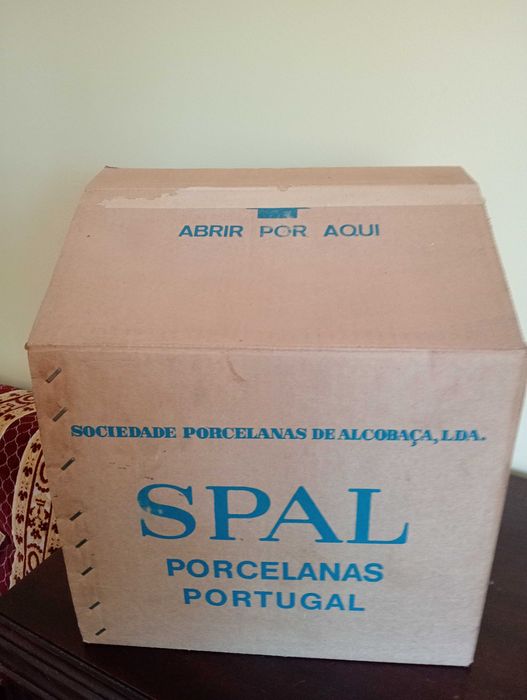 ABRIR POR AQUI
SOCIEDADE PORCELANAS DE ALCOBAÇA, LDA.
SPAL
PORCELANAS
PORTUGAL